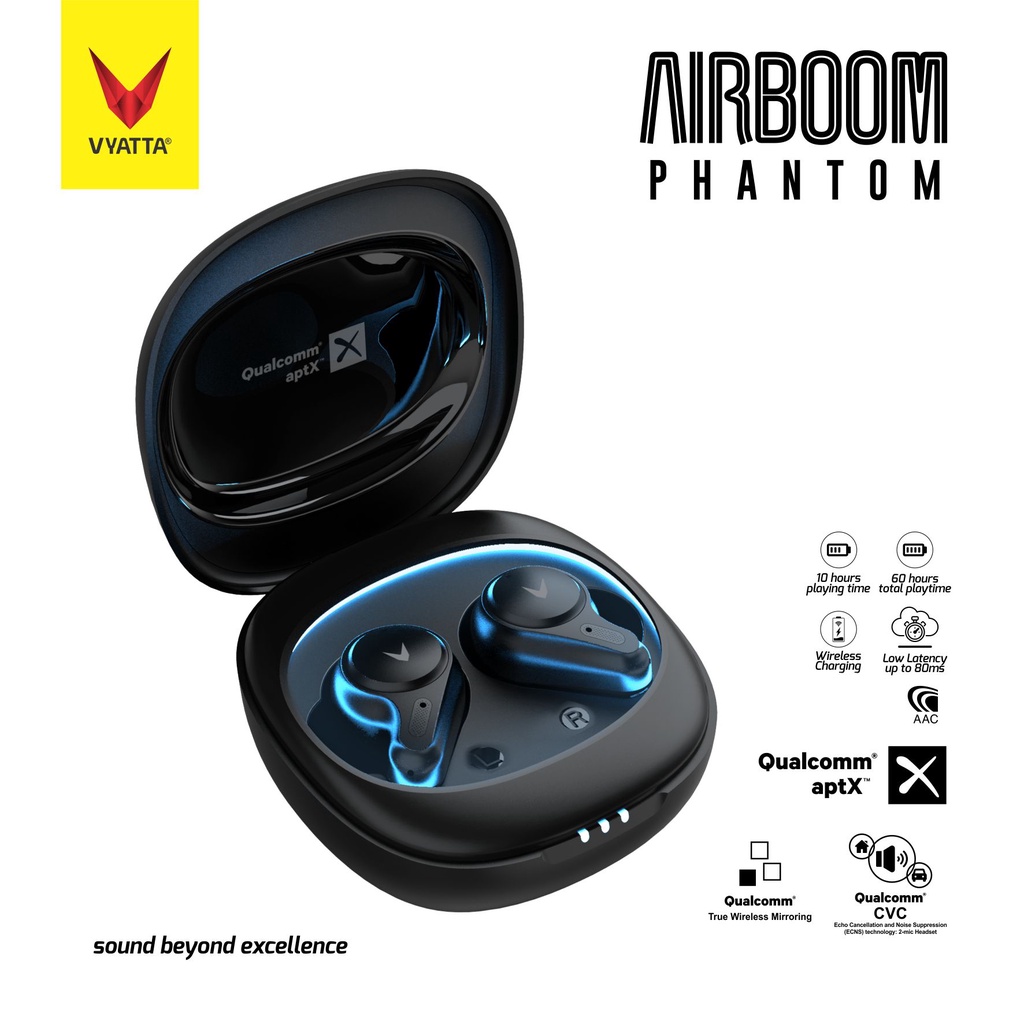 VYATTA®
AIRBOOM
PHANTOM
Qualcomm®
aptX™
R
10 hours
playing time
60 hours
total playtime
Wireless
Charging
Low Latency
up to 80ms
AAC
Qualcomm®
aptX™
Qualcomm®
True Wireless Mirroring
Qualcomm®
CVC
Echo Cancellation and Noise Suppression
(ECNS) technology: 2-mic Headset
sound beyond excellence